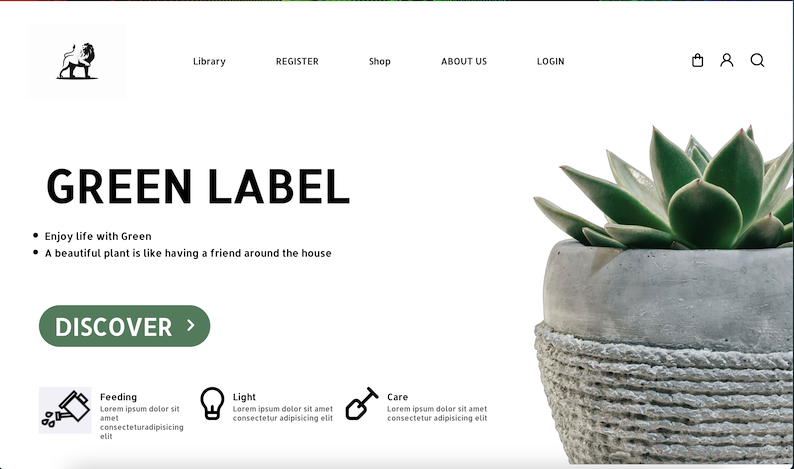 Library
REGISTER
Shop
ABOUT US
LOGIN
GREEN LABEL
Enjoy life with Green
A beautiful plant is like having a friend around the house
DISCOVER
Feeding
Lorem ipsum dolor sit
amet
consecteturadipisicing
elit
Light
Lorem ipsum dolor sit amet
consectetur adipisicing elit
Care
Lorem ipsum dolor sit amet
consectetur adipisicing elit